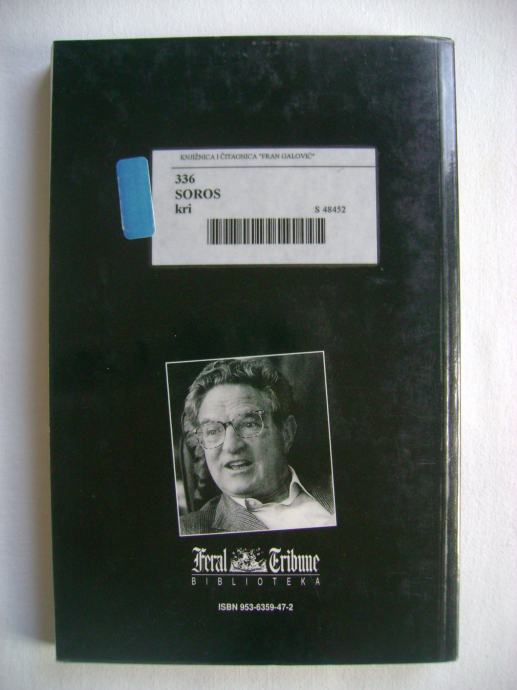 KNJIŽNICA I ČITAONICA "FRAN GALOVIĆ"
336
SOROS
kri S 48452
Feral Tribune
BIBLIOTEKA
ISBN 953-6359-47-2